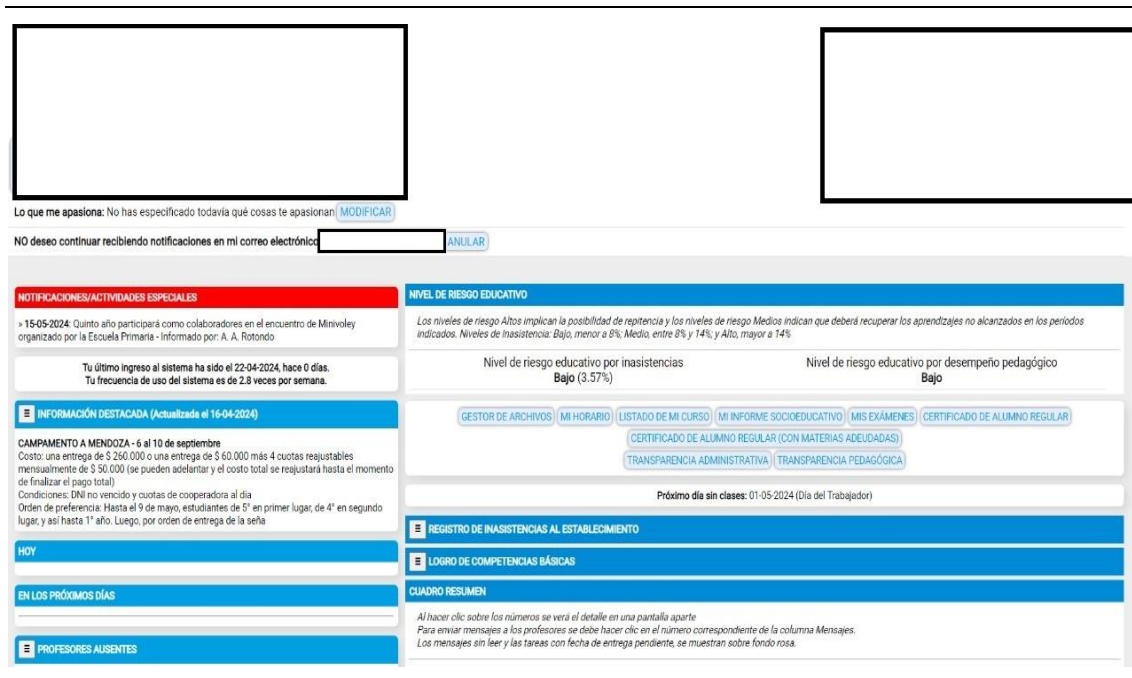 Lo que me apasiona: No has especificado todavía qué cosas te apasionan MODIFICAR
NO deseo continuar recibiendo notificaciones en mi correo electrónico ANULAR
NOTIFICACIONES/ACTIVIDADES ESPECIALES
» 15-05-2024: Quinto año participará como colaboradores en el encuentro de Minivoley
organizado por la Escuela Primaria - Informado por: A. A. Rotondo
Tu último ingreso al sistema ha sido el 22-04-2024, hace 0 días.
Tu frecuencia de uso del sistema es de 2.8 veces por semana.
INFORMACIÓN DESTACADA (Actualizada el 16-04-2024)
CAMPAMENTO A MENDOZA - 6 al 10 de septiembre
Costo: una entrega de $ 260.000 o una entrega de $ 60.000 más 4 cuotas reajustables
mensualmente de $ 50.000 (se pueden adelantar y el costo total se reajustará hasta el momento
de finalizar el pago total)
Condiciones: DNI no vencido y cuotas de cooperadora al día
Orden de preferencia: Hasta el 9 de mayo, estudiantes de 5° en primer lugar, de 4° en segundo
lugar, y así hasta 1° año. Luego, por orden de entrega de la seña
HOY
EN LOS PRÓXIMOS DÍAS
PROFESORES AUSENTES
NIVEL DE RIESGO EDUCATIVO
Los niveles de riesgo Altos implican la posibilidad de repitencia y los niveles de riesgo Medios indican que deberá recuperar los aprendizajes no alcanzados en los períodos
indicados. Niveles de Inasistencia: Bajo, menor a 8%; Medio, entre 8% y 14%; y Alto, mayor a 14%
Nivel de riesgo educativo por inasistencias
Bajo (3.57%)
Nivel de riesgo educativo por desempeño pedagógico
Bajo
GESTOR DE ARCHIVOS MI HORARIO LISTADO DE MI CURSO MI INFORME SOCIOEDUCATIVO MIS EXÁMENES CERTIFICADO DE ALUMNO REGULAR
CERTIFICADO DE ALUMNO REGULAR (CON MATERIAS ADEUDADAS)
TRANSPARENCIA ADMINISTRATIVA TRANSPARENCIA PEDAGÓGICA
Próximo día sin clases: 01-05-2024 (Día del Trabajador)
REGISTRO DE INASISTENCIAS AL ESTABLECIMIENTO
LOGRO DE COMPETENCIAS BÁSICAS
CUADRO RESUMEN
Al hacer clic sobre los números se verá el detalle en una pantalla aparte
Para enviar mensajes a los profesores se debe hacer clic en el número correspondiente de la columna Mensajes.
Los mensajes sin leer y las tareas con fecha de entrega pendiente, se muestran sobre fondo rosa.